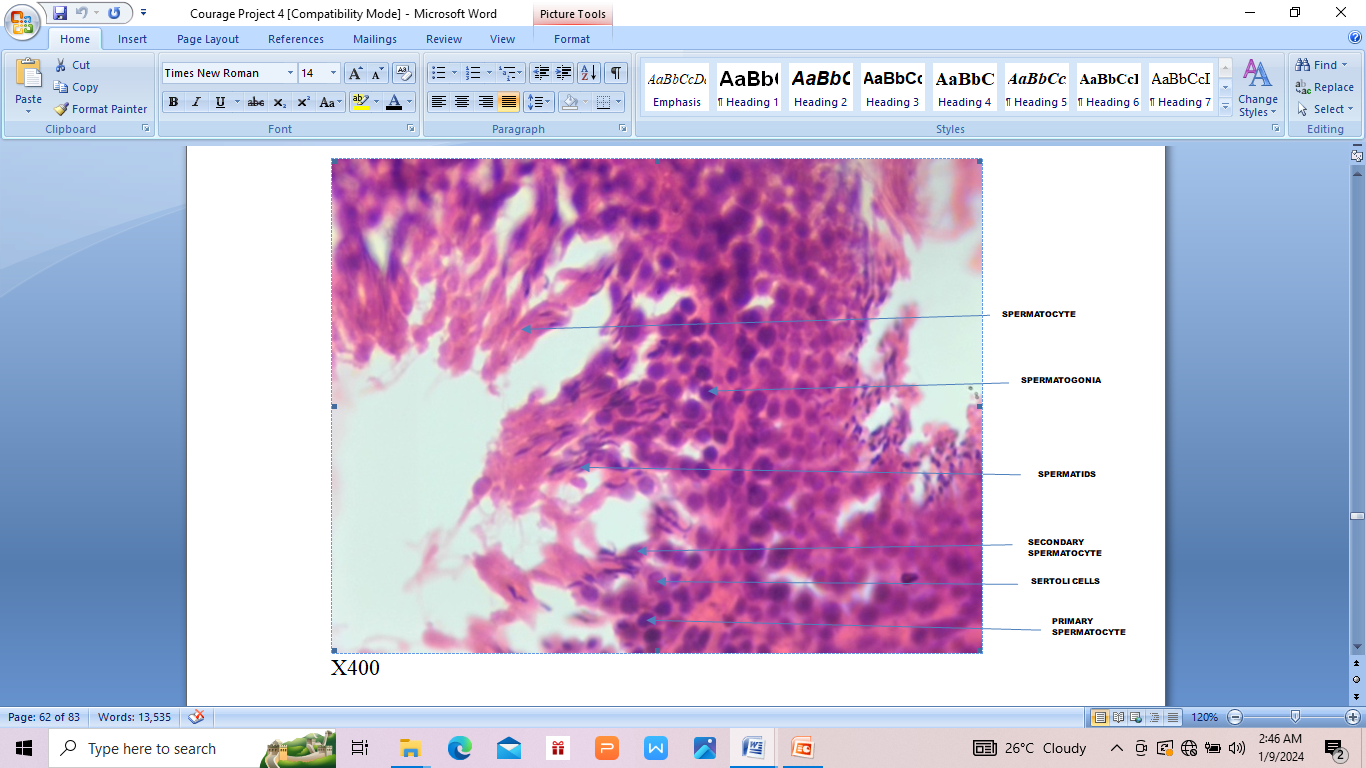 Courage Project 4 [Compatibility Mode] - Microsoft Word
Picture Tools
Home Insert Page Layout References Mailings Review View Format
Paste
Cut
Copy
Format Painter
Clipboard
Times New Roman 14
Font
Paragraph
AaBbCcDc AaBb( AaBbC AaBbCc AaBbC AaBbCc AaBbCcI AaBbCcI
Emphasis ¶ Heading 1 Heading 2 Heading 3 Heading 4 ¶ Heading 5 ¶ Heading 6 ¶ Heading 7
Change Styles
Styles
Find
Replace
Select
Editing
SPERMATOCYTE
SPERMATOGONIA
SPERMATIDS
SECONDARY
SPERMATOCYTE
SERTOLI CELLS
PRIMARY
SPERMATOCYTE
X400
Page: 62 of 83 Words: 13,535 120%
Type here to search
26°C Cloudy
2:46 AM
1/9/2024
2